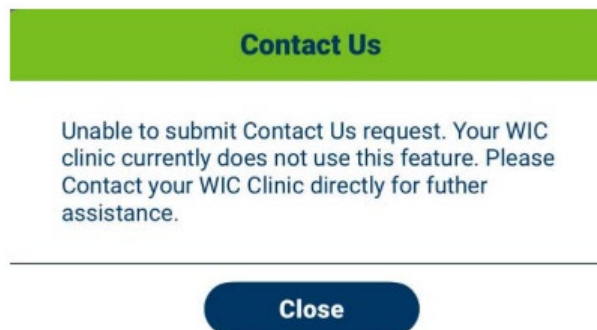 Contact Us
Unable to submit Contact Us request. Your WIC
clinic currently does not use this feature. Please
Contact your WIC Clinic directly for futher
assistance.
Close